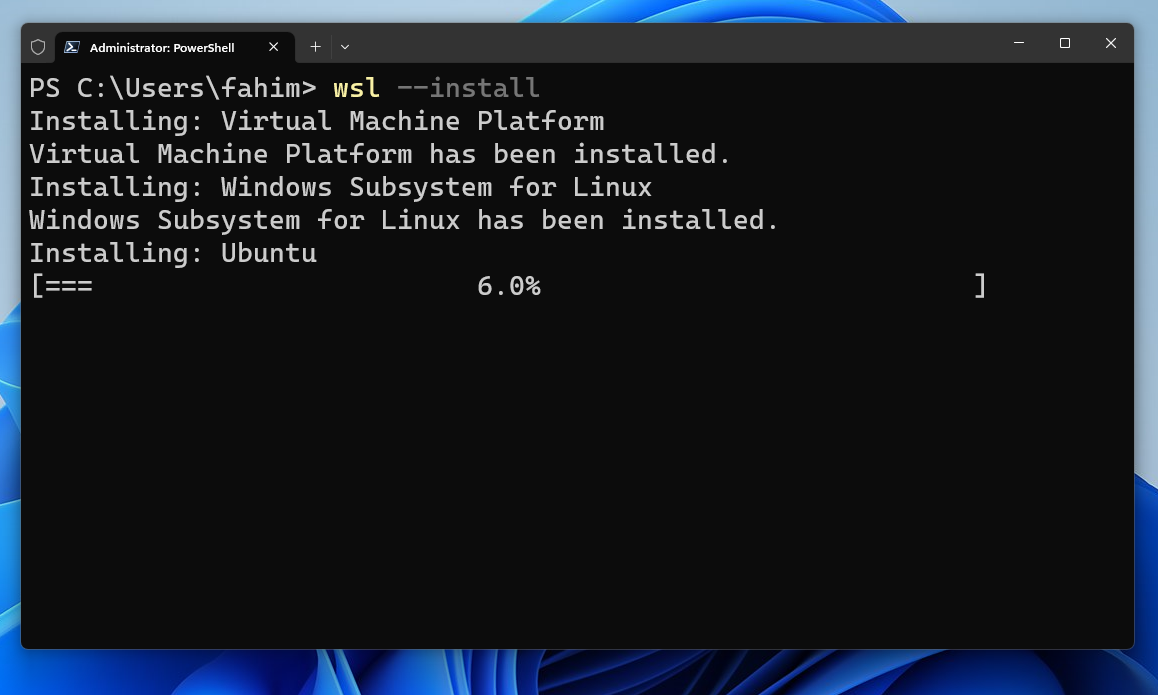 Administrator: PowerShell
PS C:\Users\fahim> wsl --install
Installing: Virtual Machine Platform
Virtual Machine Platform has been installed.
Installing: Windows Subsystem for Linux
Windows Subsystem for Linux has been installed.
Installing: Ubuntu
[===                        6.0%                           ]